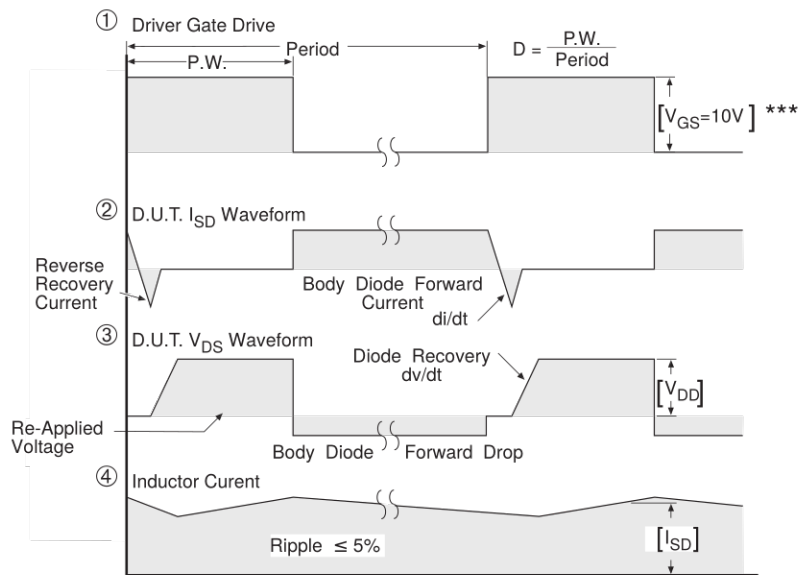 ① Driver Gate Drive
Period
P.W.
D = P.W. / Period
[VGS=10V] ***
② D.U.T. ISD Waveform
Reverse
Recovery
Current
Body Diode Forward
Current
di/dt
③ D.U.T. VDS Waveform
Diode Recovery
dv/dt
[VDD]
Re-Applied
Voltage
Body Diode Forward Drop
④ Inductor Curent
Ripple ≤ 5%
[ISD]